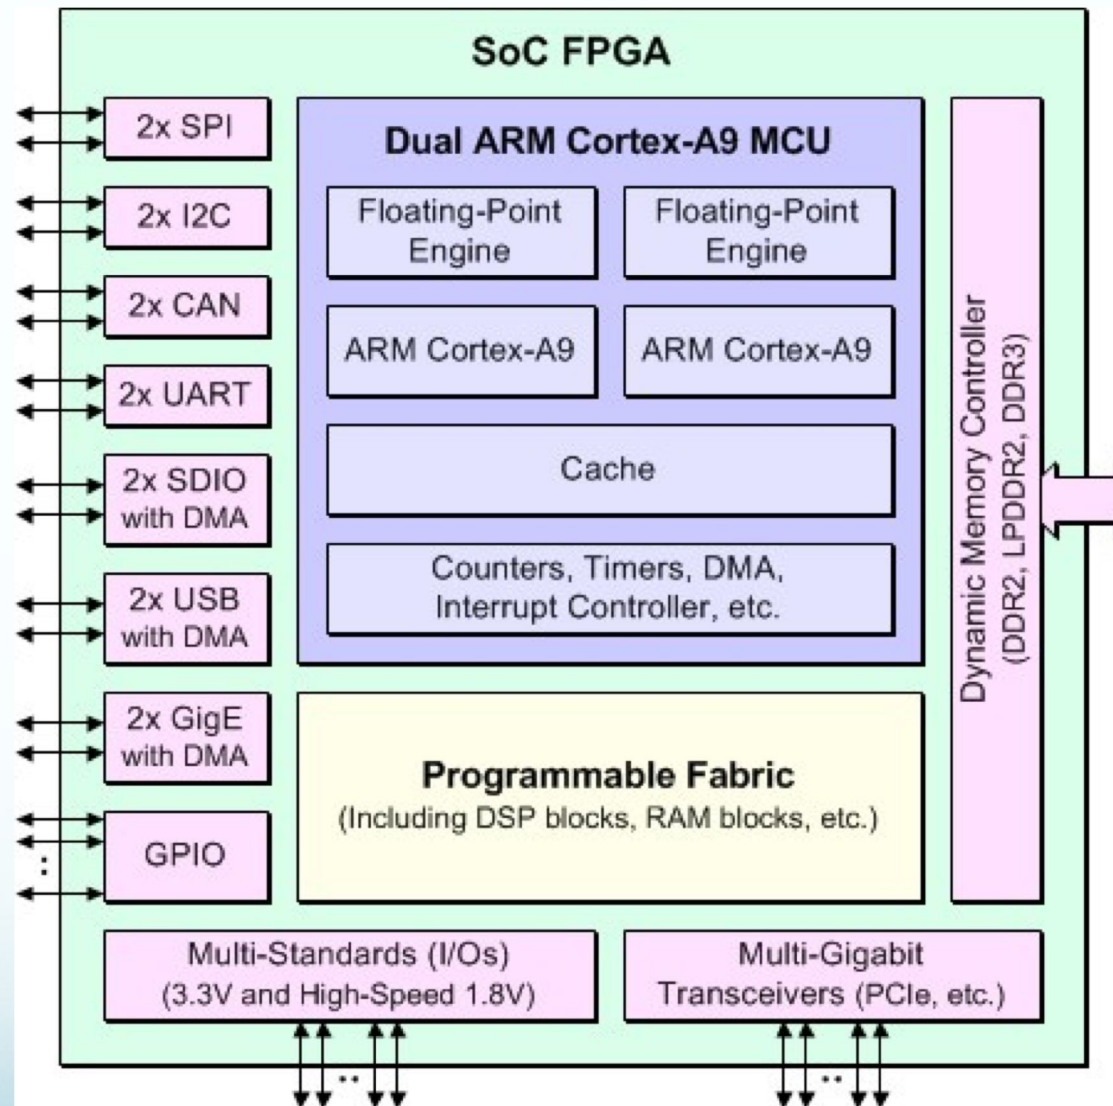 SoC FPGA
2x SPI
2x I2C
2x CAN
2x UART
2x SDIO
with DMA
2x USB
with DMA
2x GigE
with DMA
GPIO
Dual ARM Cortex-A9 MCU
Floating-Point
Engine
Floating-Point
Engine
ARM Cortex-A9
ARM Cortex-A9
Cache
Counters, Timers, DMA,
Interrupt Controller, etc.
Programmable Fabric
(Including DSP blocks, RAM blocks, etc.)
Dynamic Memory Controller
(DDR2, LPDDR2, DDR3)
Multi-Standards (I/Os)
(3.3V and High-Speed 1.8V)
Multi-Gigabit
Transceivers (PCIe, etc.)